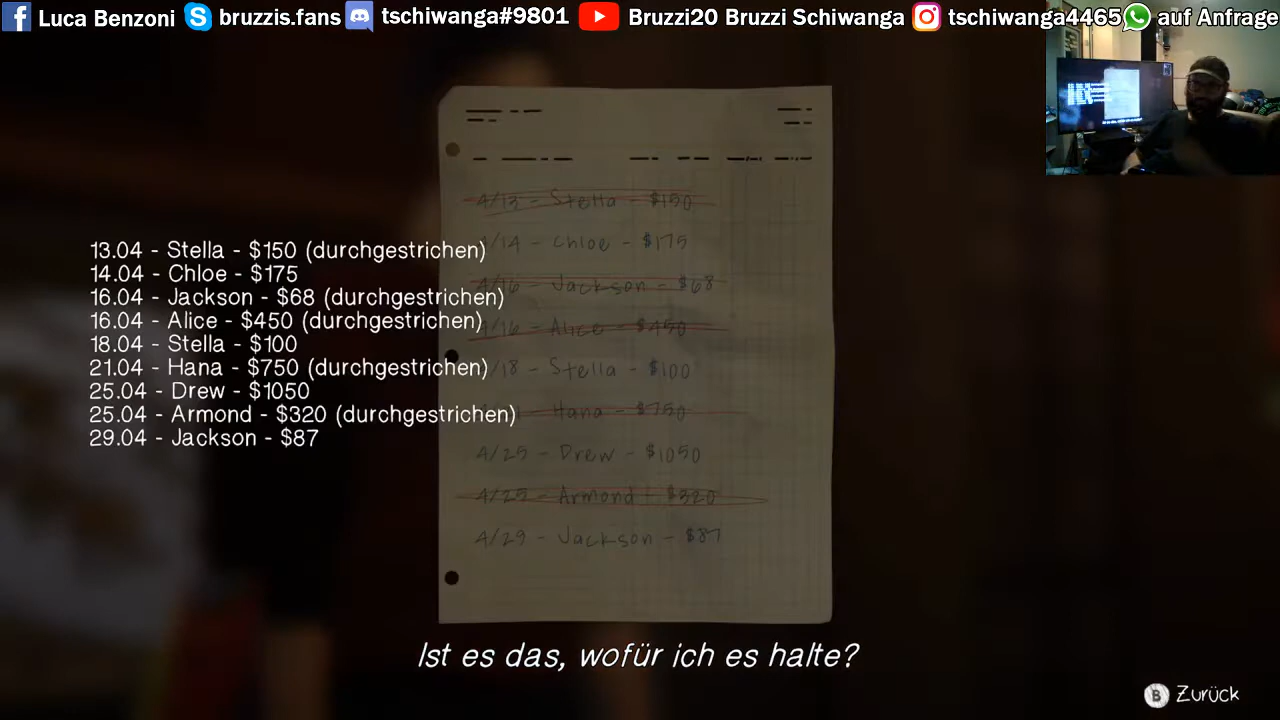 Luca Benzoni bruzzis.fans tschiwanga#9801 Bruzzi20 Bruzzi Schiwanga tschiwanga4465 auf Anfrage
4/13 - Stella - $150
4/14 - Chloe - $175
4/16 - Jackson - $68
4/16 - Alice - $450
4/18 - Stella - $100
Hana - $750
4/25 - Drew - $1050
4/25 - Armond - $320
4/29 - Jackson - $87
13.04 - Stella - $150 (durchgestrichen)
14.04 - Chloe - $175
16.04 - Jackson - $68 (durchgestrichen)
16.04 - Alice - $450 (durchgestrichen)
18.04 - Stella - $100
21.04 - Hana - $750 (durchgestrichen)
25.04 - Drew - $1050
25.04 - Armond - $320 (durchgestrichen)
29.04 - Jackson - $87
Ist es das, wofür ich es halte?
B Zurück